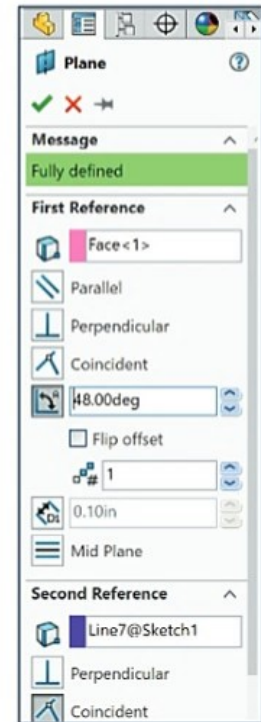 Plane
Message
Fully defined
First Reference
Face<1>
Parallel
Perpendicular
Coincident
48.00deg
Flip offset
# 1
D1 0.10in
Mid Plane
Second Reference
Line7@Sketch1
Perpendicular
Coincident